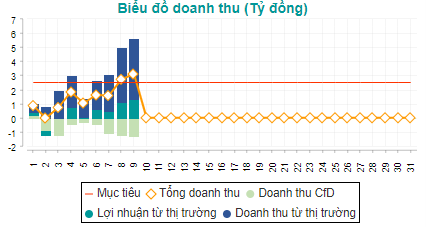 Biểu đồ doanh thu (Tỷ đồng)
7
6
5
4
3
2
1
0
-1
-2
1 2 3 4 5 6 7 8 9 10 11 12 13 14 15 16 17 18 19 20 21 22 23 24 25 26 27 28 29 30 31
Mục tiêu Tổng doanh thu Doanh thu CfD
Lợi nhuận từ thị trường Doanh thu từ thị trường